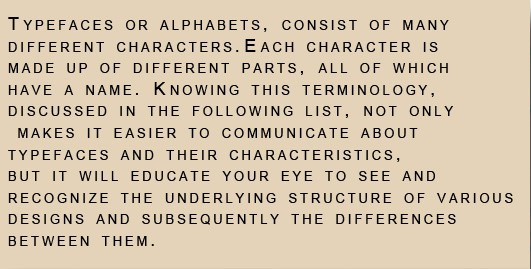 Typefaces or alphabets, consist of many
different characters. Each character is
made up of different parts, all of which
have a name. Knowing this terminology,
discussed in the following list, not only
makes it easier to communicate about
typefaces and their characteristics,
but it will educate your eye to see and
recognize the underlying structure of various
designs and subsequently the differences
between them.